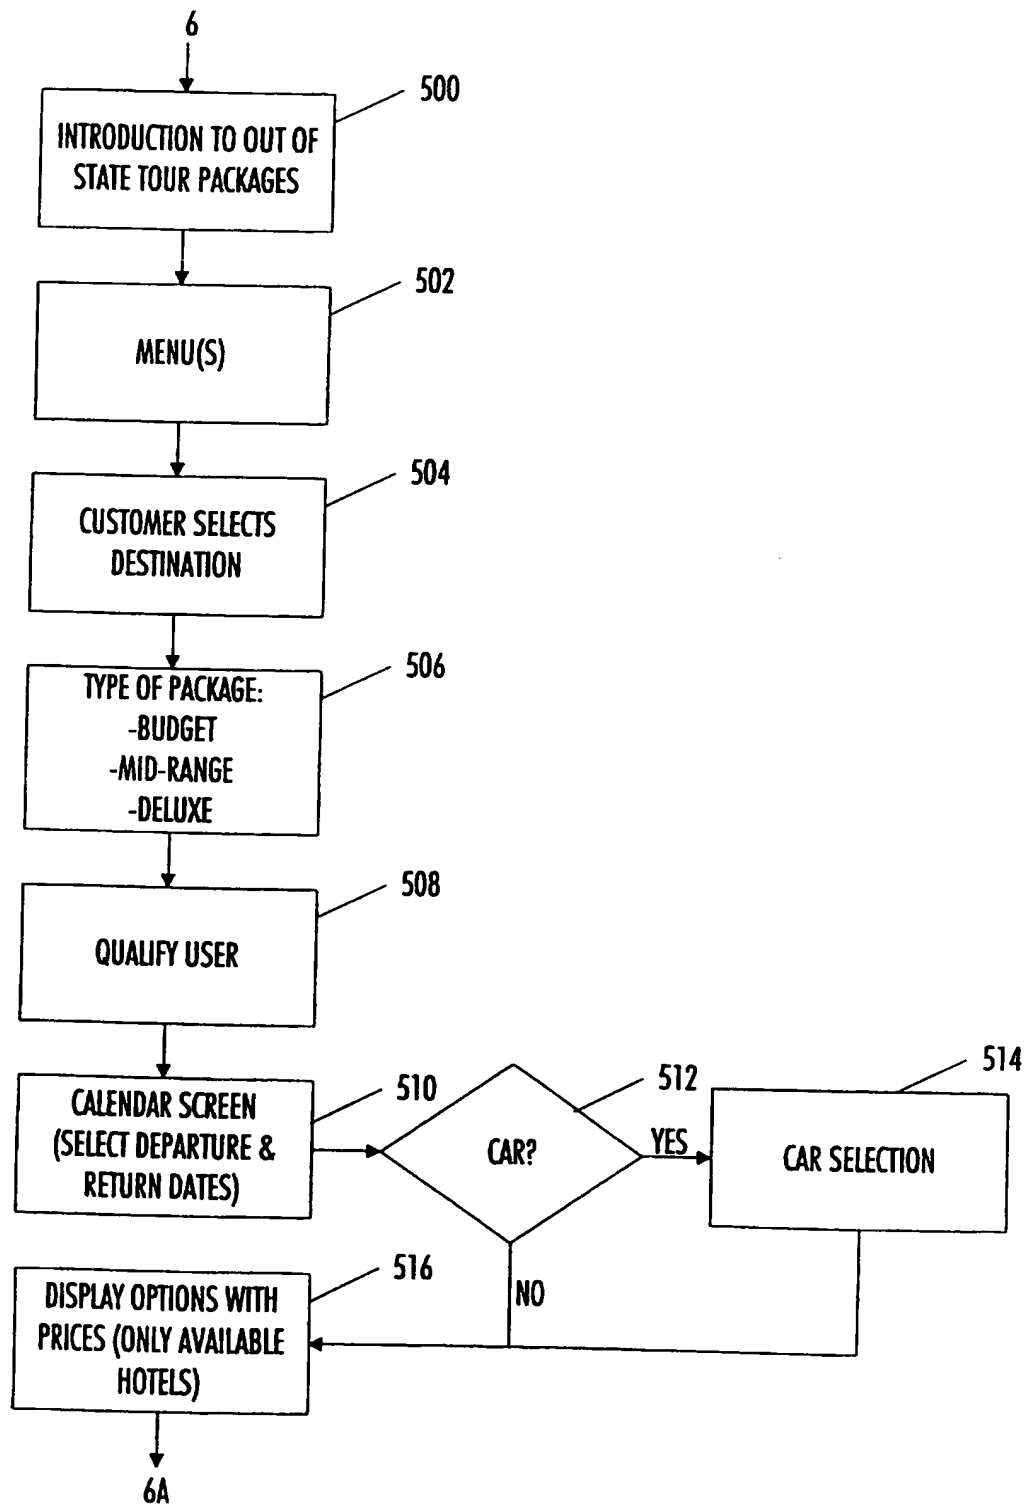 6
500
INTRODUCTION TO OUT OF
STATE TOUR PACKAGES
502
MENU(S)
504
CUSTOMER SELECTS
DESTINATION
506
TYPE OF PACKAGE:
-BUDGET
-MID-RANGE
-DELUXE
508
QUALIFY USER
510
CALENDAR SCREEN
(SELECT DEPARTURE &
RETURN DATES)
512
CAR?
YES
514
CAR SELECTION
NO
516
DISPLAY OPTIONS WITH
PRICES (ONLY AVAILABLE
HOTELS)
6A